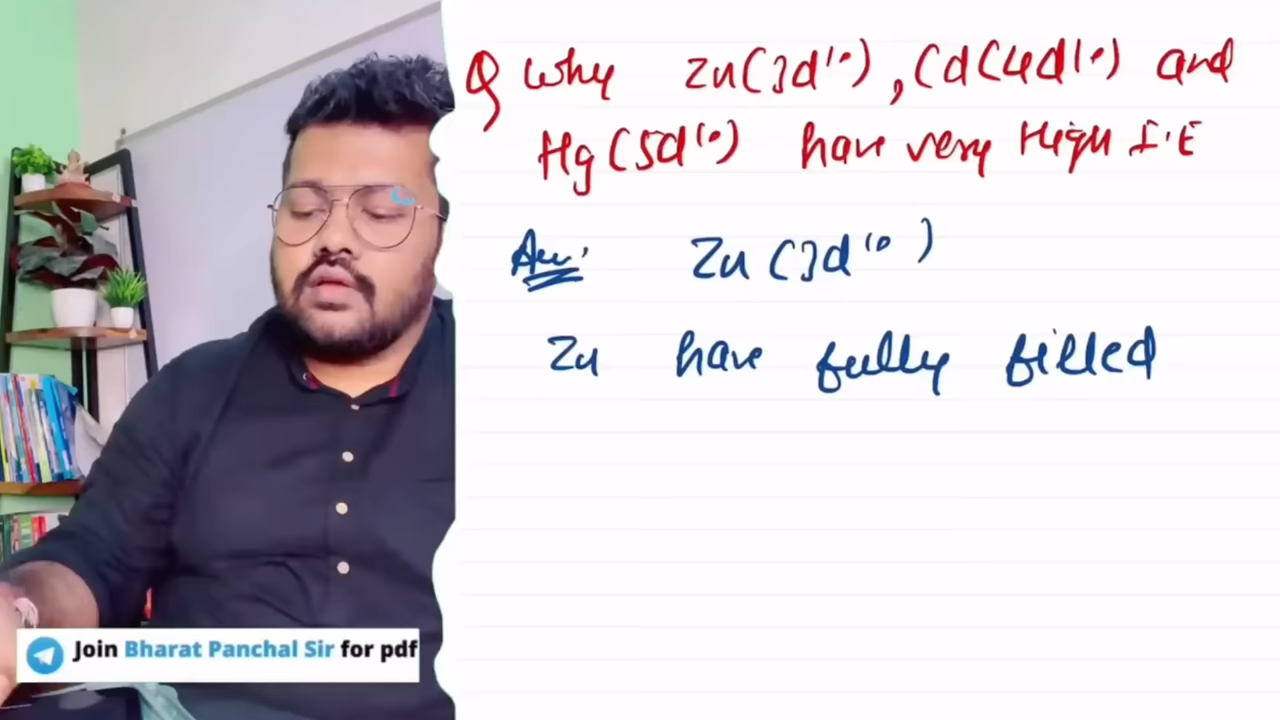 Q Why Zn(3d¹⁰), Cd(4d¹⁰) and
Hg(5d¹⁰) have very High I.E
Ans:
Zn(3d¹⁰)
Zn have fully filled
Join Bharat Panchal Sir for pdf